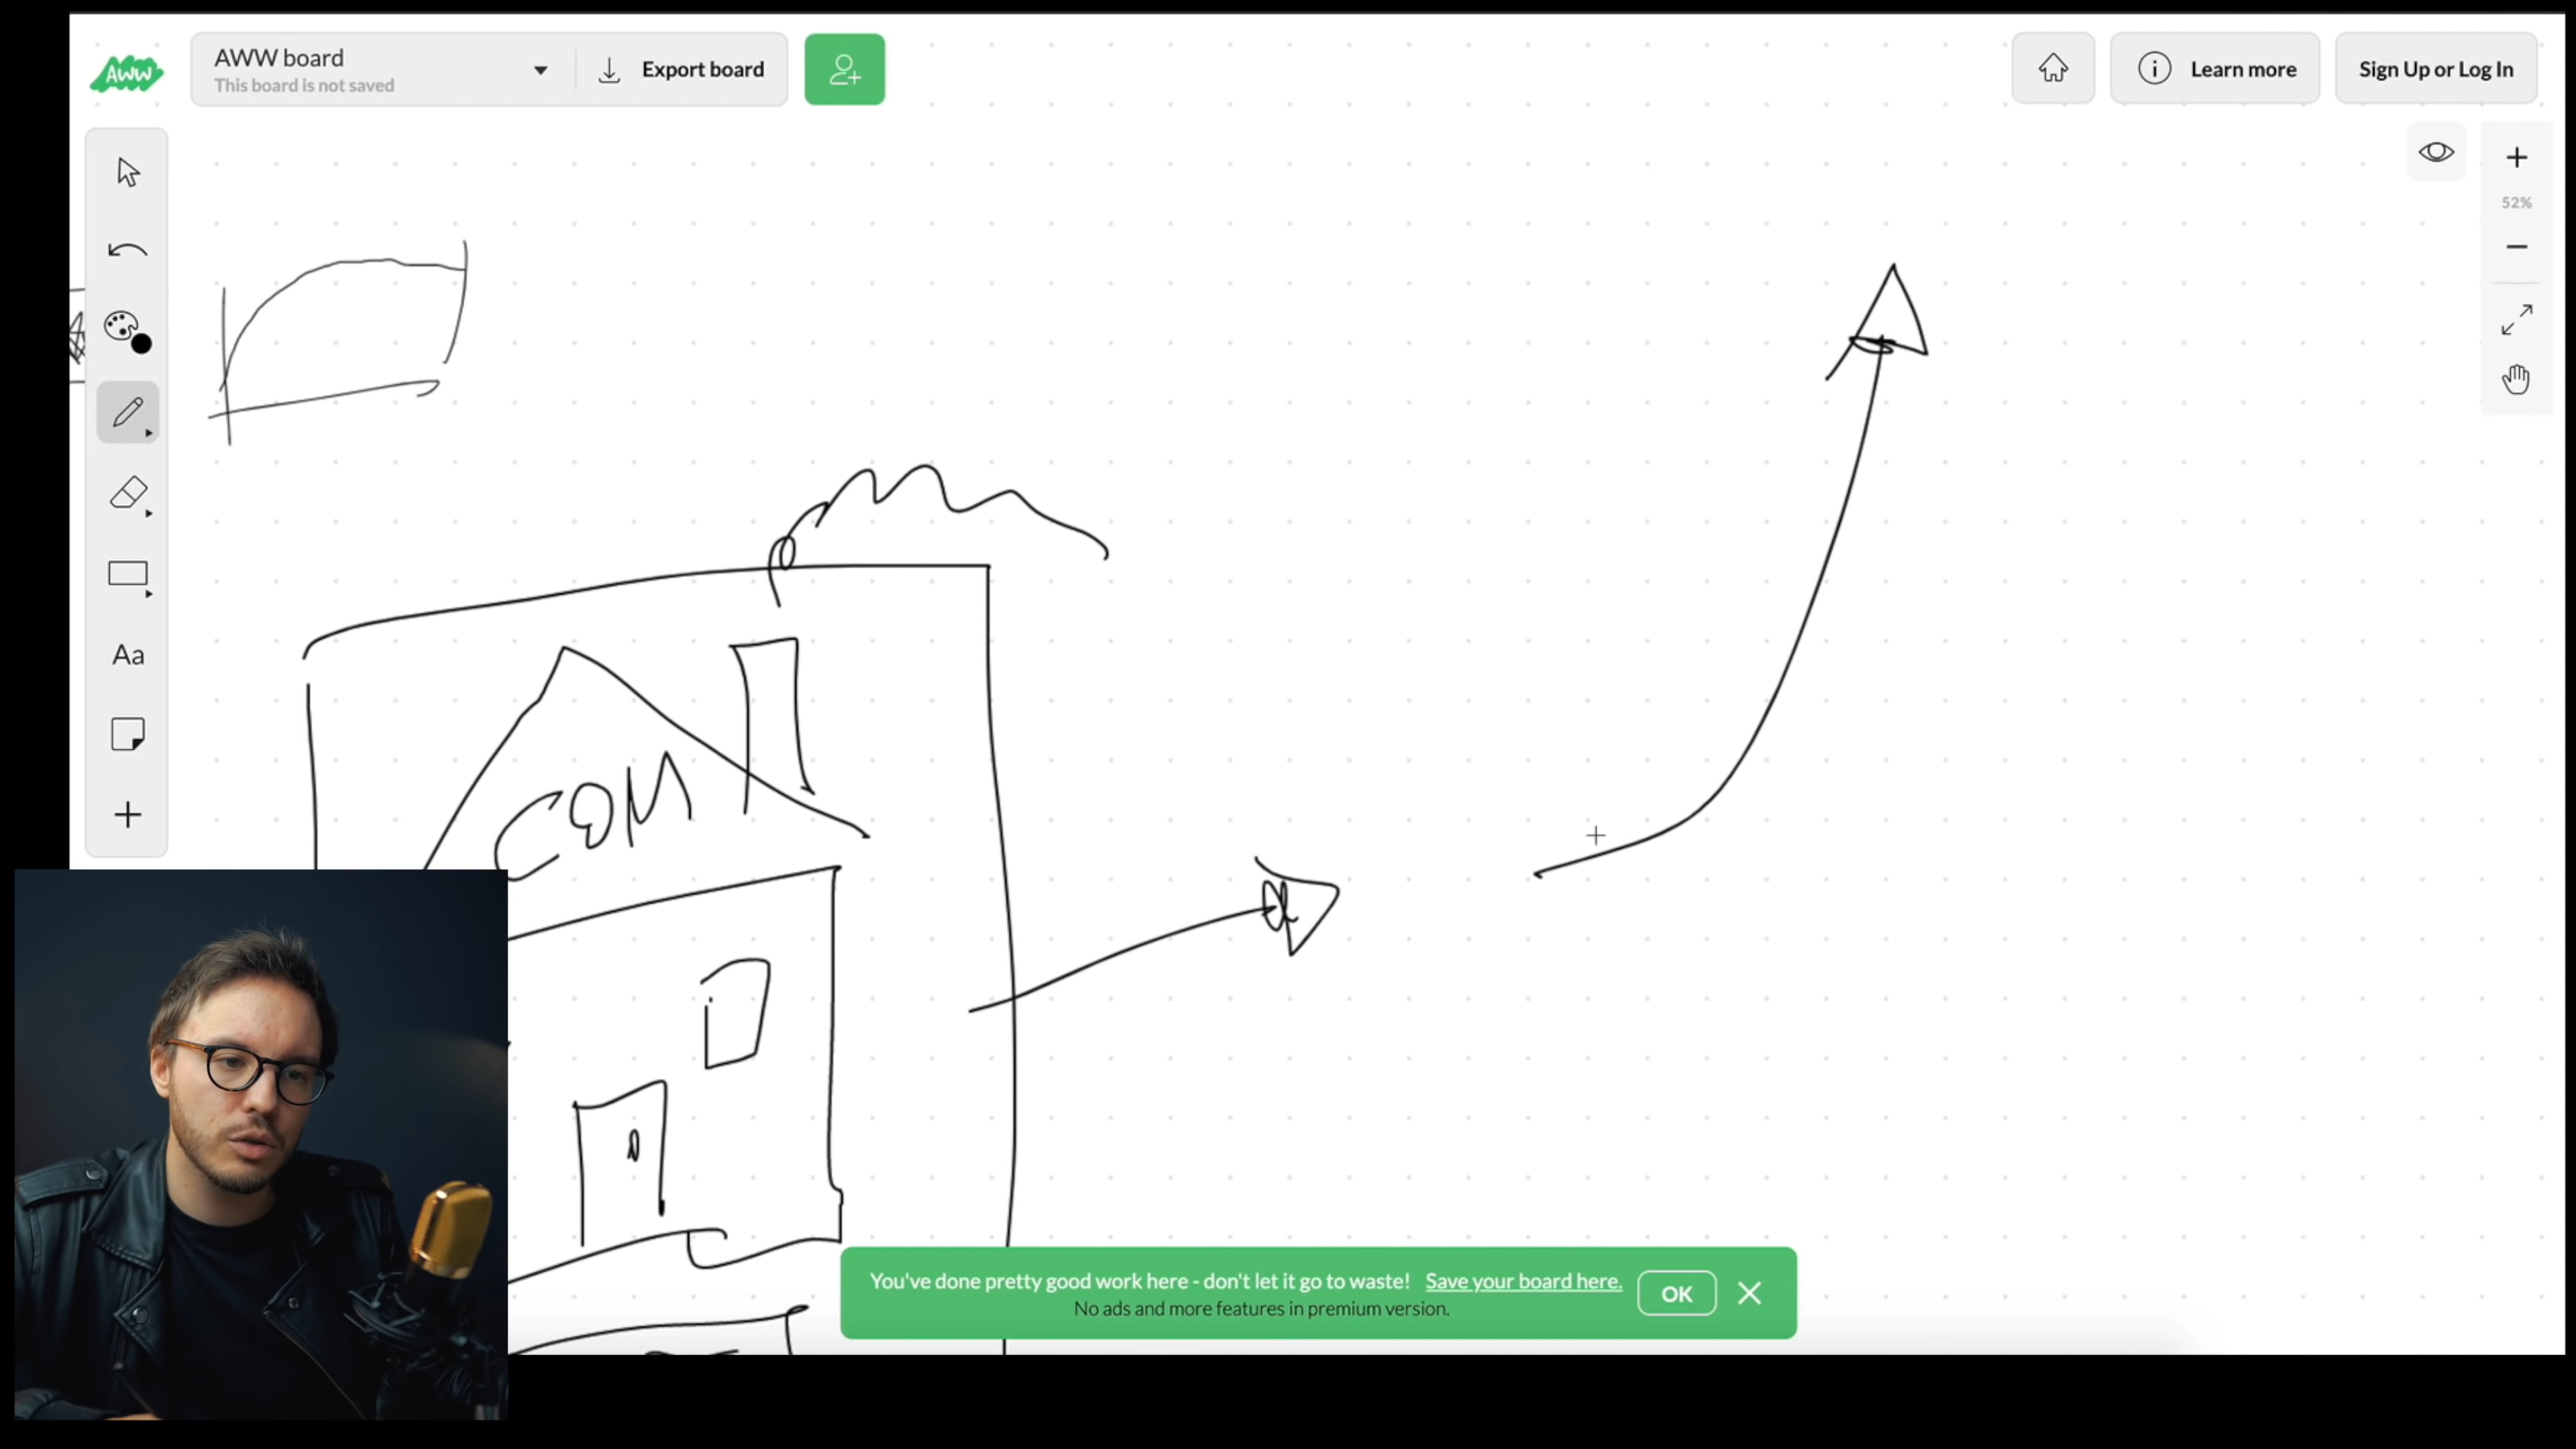 AWW
AWW board
This board is not saved
Export board
Learn more
Sign Up or Log In
52%
Aa
COM
You've done pretty good work here - don't let it go to waste! Save your board here.
No ads and more features in premium version.
OK